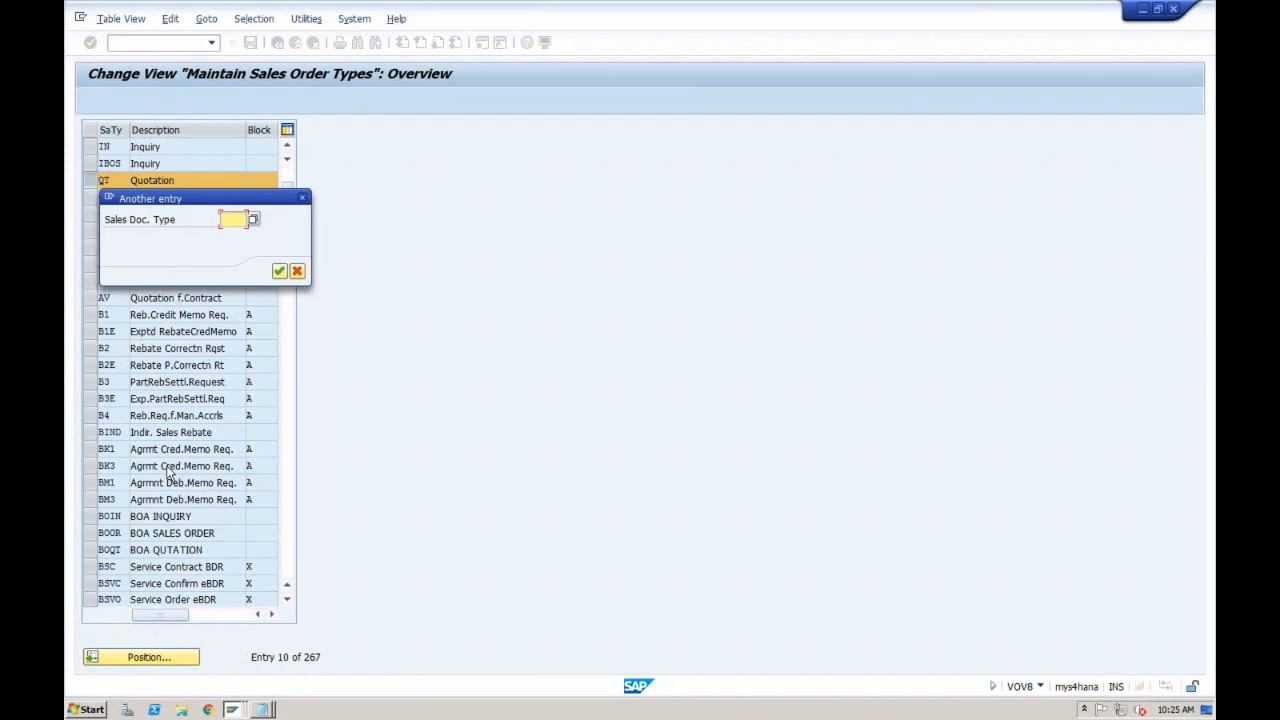 Table View Edit Goto Selection Utilities System Help
Change View "Maintain Sales Order Types": Overview
SaTy Description Block
IN Inquiry
IBOS Inquiry
QT Quotation
Another entry
Sales Doc. Type
AV Quotation f.Contract
B1 Reb.Credit Memo Req. A
B1E Exptd RebateCredMemo A
B2 Rebate Correctn Rqst A
B2E Rebate P.Correctn Rt A
B3 PartRebSettl.Request A
B3E Exp.PartRebSettl.Req A
B4 Reb.Req.f.Man.Accrls A
BIND Indir. Sales Rebate
BK1 Agrmt Cred.Memo Req. A
BK3 Agrmt Cred.Memo Req. A
BM1 Agrmnt Deb.Memo Req. A
BM3 Agrmnt Deb.Memo Req. A
BOIN BOA INQUIRY
BOOR BOA SALES ORDER
BOQT BOA QUTATION
BSC Service Contract BDR X
BSVC Service Confirm eBDR X
BSVO Service Order eBDR X
Position... Entry 10 of 267
SAP VOV8 mys4hana INS
Start 10:25 AM